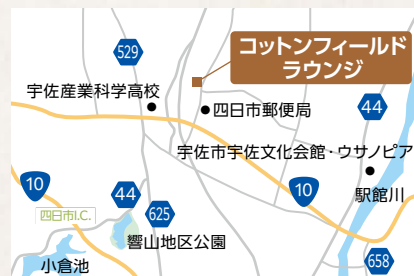 コットンフィールド
ラウンジ
529
宇佐産業科学高校
四日市郵便局
44
宇佐市宇佐文化会館・ウサノピア
10
44
10
駅館川
四日市I.C.
625
響山地区公園
小倉池
658